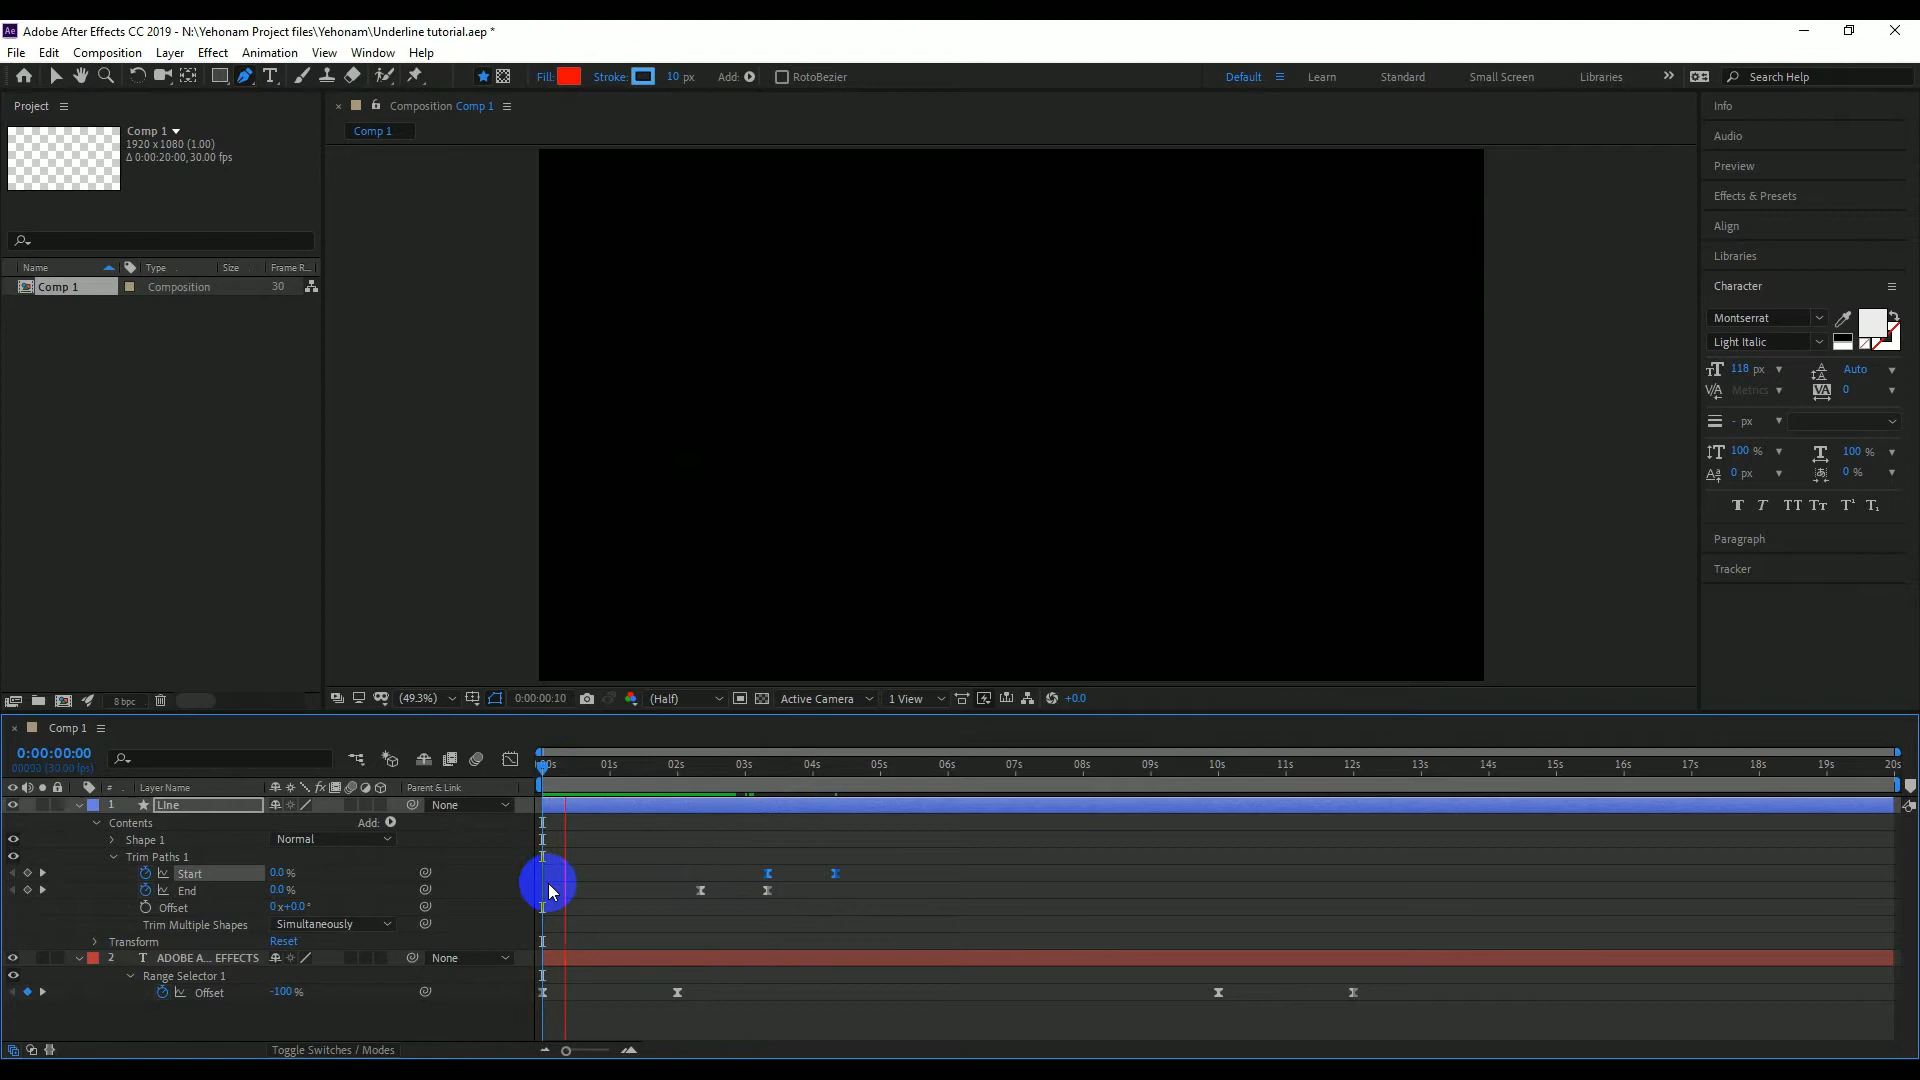 Adobe After Effects CC 2019 - N:\Yehonam Project files\Yehonam\Underline tutorial.aep *
File Edit Composition Layer Effect Animation View Window Help
Fill: Stroke: 10 px Add: RotoBezier Default Learn Standard Small Screen Libraries Search Help
Project
Comp 1
1920 x 1080 (1.00)
Δ 0:00:20:00, 30.00 fps
Name Type Size Frame R...
Comp 1 Composition 30
8 bpc
Composition Comp 1
Comp 1
(49.3%) 0:00:00:10 (Half) Active Camera 1 View +0.0
Info
Audio
Preview
Effects & Presets
Align
Libraries
Character
Montserrat
Light Italic
118 px Auto
Metrics 0
- px
100 % 100 %
0 px 0 %
Paragraph
Tracker
Comp 1
0:00:00:00
00000 (30.00 fps)
:00s 01s 02s 03s 04s 05s 06s 07s 08s 09s 10s 11s 12s 13s 14s 15s 16s 17s 18s 19s 20s
# Layer Name Parent & Link
1 LIne None
Contents Add:
Shape 1 Normal
Trim Paths 1
Start 0.0 %
End 0.0 %
Offset 0x+0.0°
Trim Multiple Shapes Simultaneously
Transform Reset
2 T ADOBE A... EFFECTS None
Range Selector 1
Offset -100 %
Toggle Switches / Modes